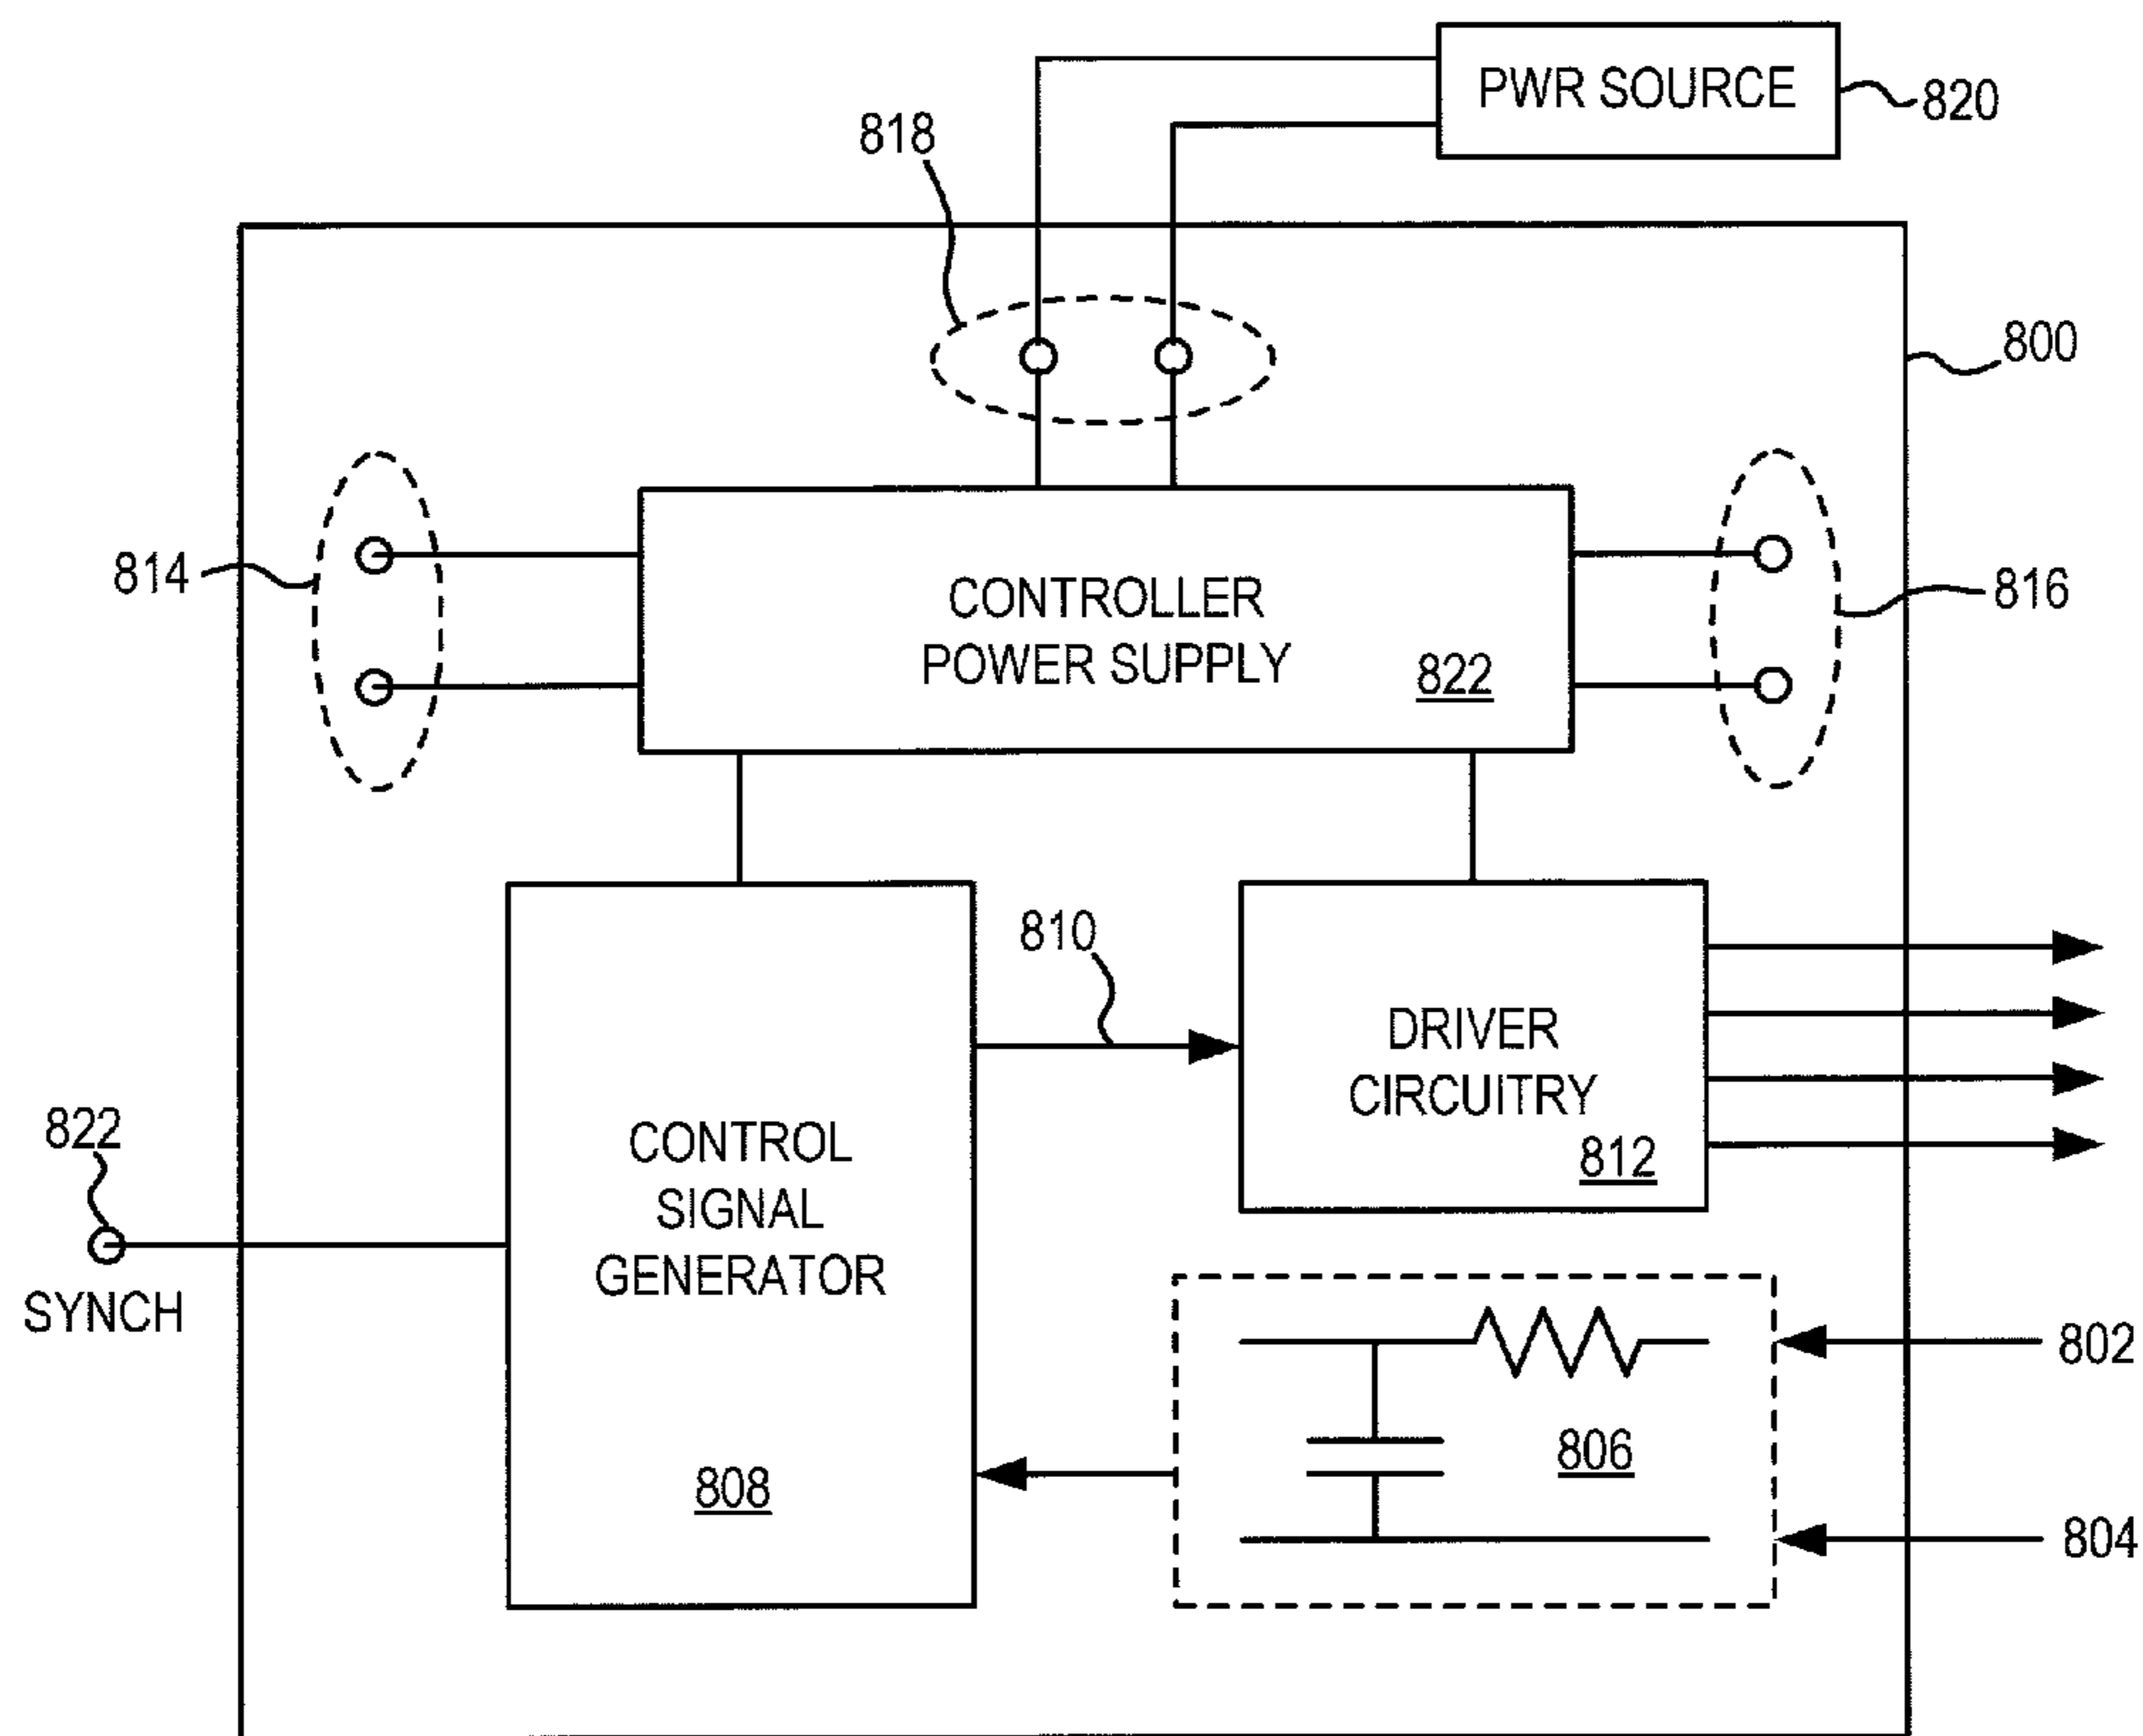 PWR SOURCE
820
818
800
814
CONTROLLER
POWER SUPPLY
822
816
810
DRIVER
CIRCUITRY
812
822
SYNCH
CONTROL
SIGNAL
GENERATOR
808
802
806
804